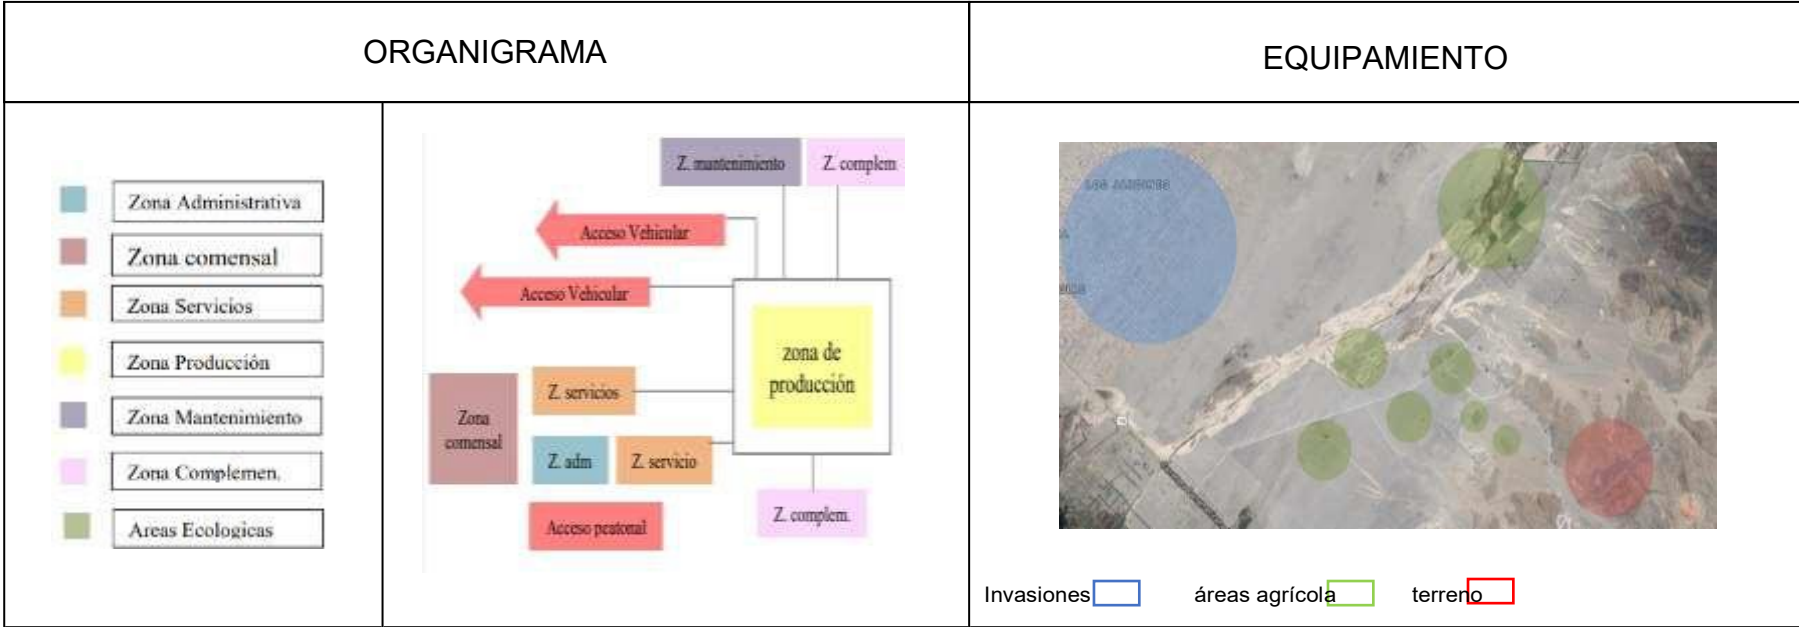 ORGANIGRAMA
EQUIPAMIENTO
Zona Administrativa
Zona comensal
Zona Servicios
Zona Producción
Zona Mantenimiento
Zona Complemen.
Areas Ecologicas
Z. mantenimiento
Z. complem.
Acceso Vehicular
Acceso Vehicular
zona de
producción
Z. servicios
Zona
comensal
Z. adm
Z. servicio
Acceso peatonal
Z. complem.
Invasiones
áreas agrícola
terreno